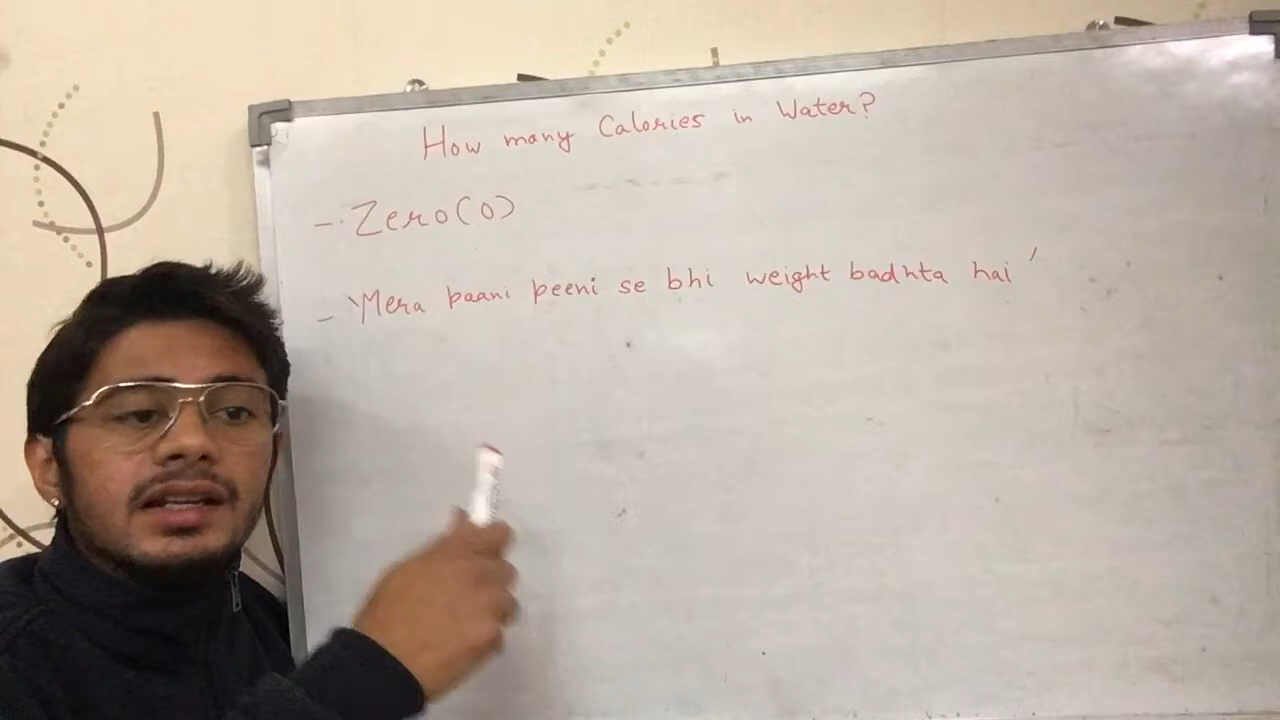 How many Calories in Water?
- Zero(0)
- 'Mera paani peeni se bhi weight badhta hai'